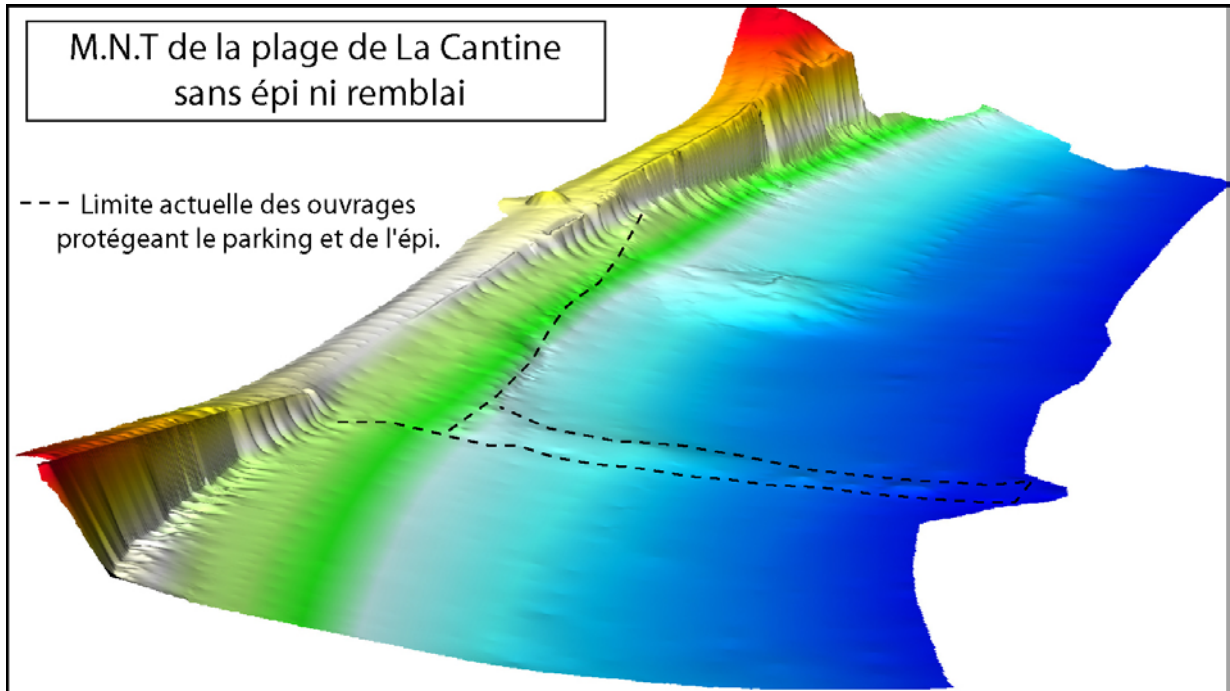 M.N.T de la plage de La Cantine
sans épi ni remblai
Limite actuelle des ouvrages
protégeant le parking et de l'épi.